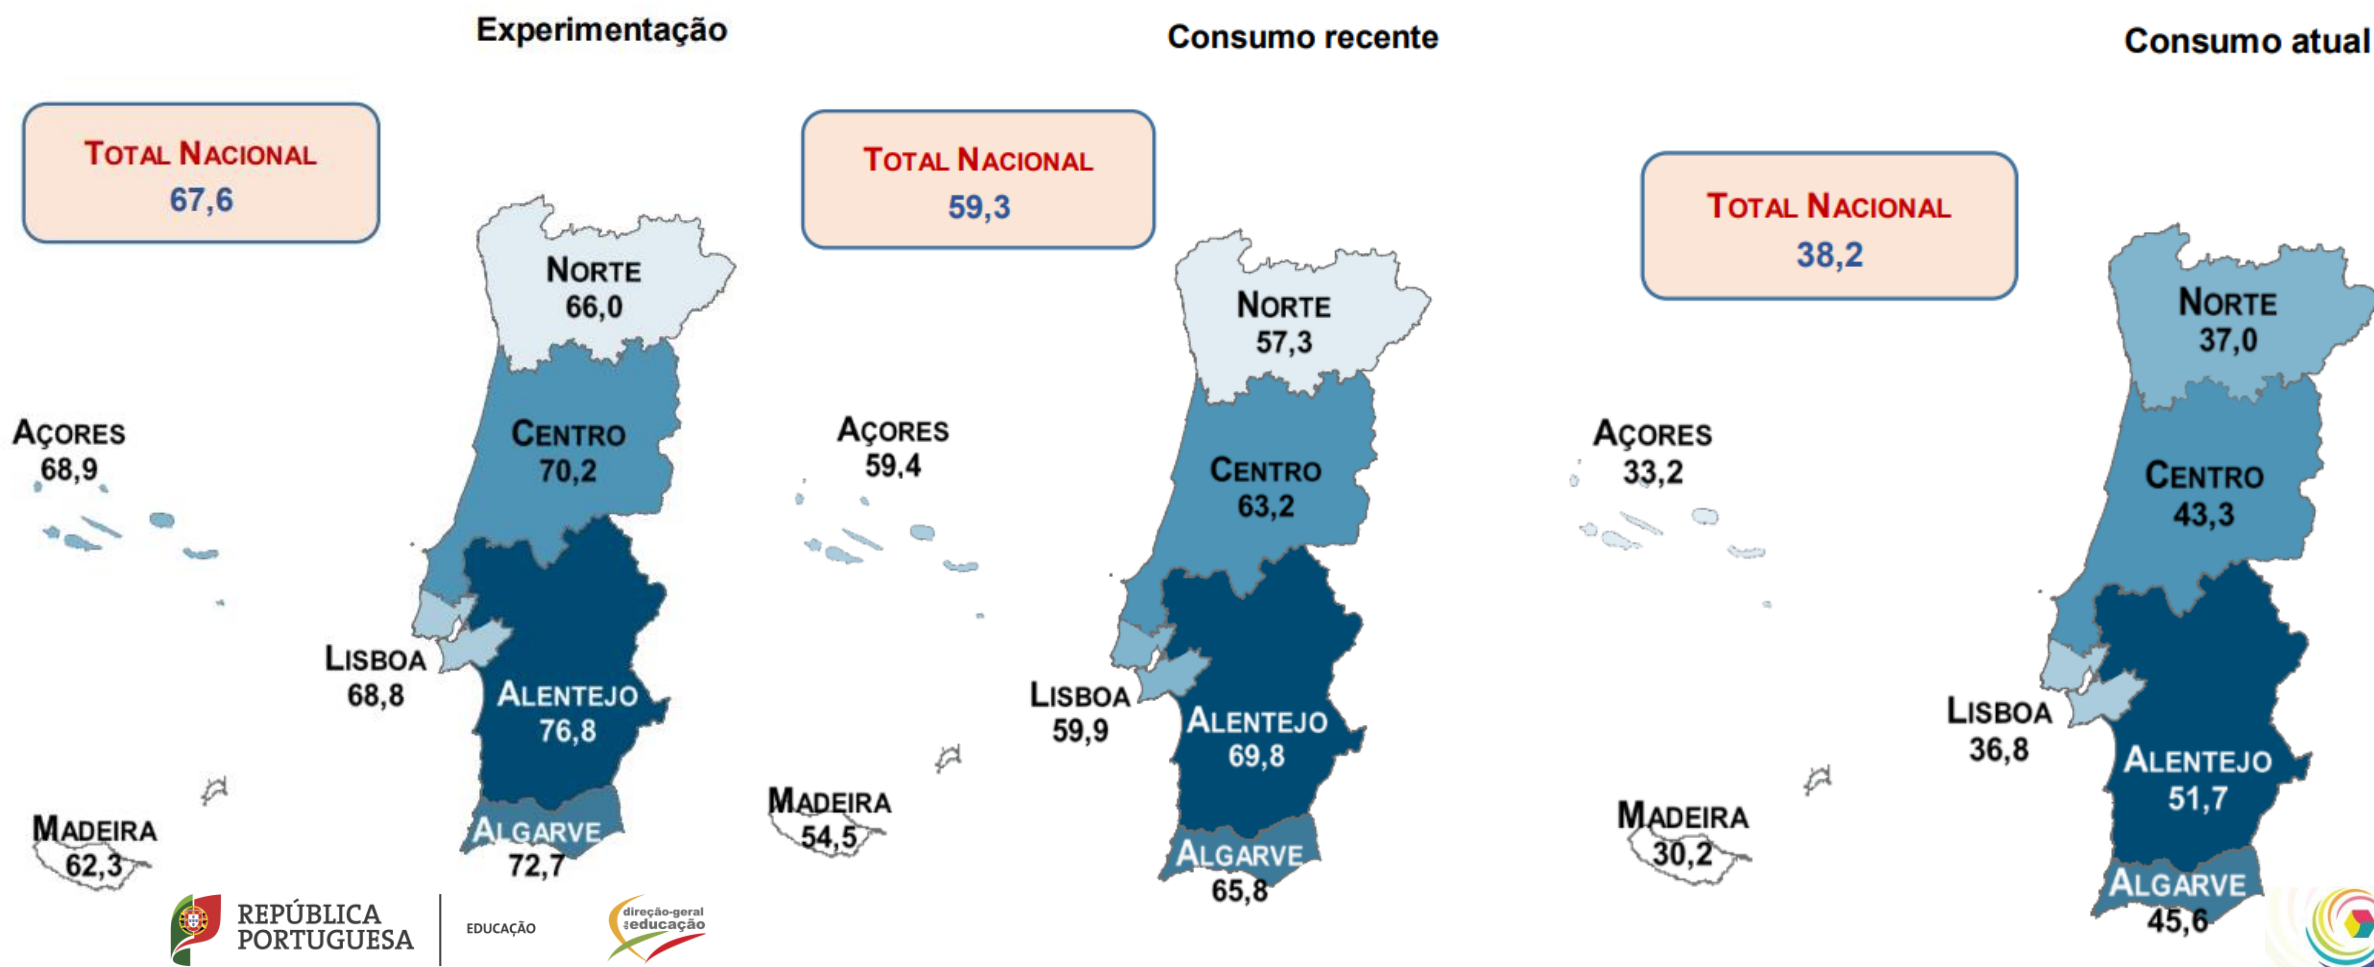 Experimentação
TOTAL NACIONAL
67,6
NORTE
66,0
CENTRO
70,2
AÇORES
68,9
LISBOA
68,8
ALENTEJO
76,8
MADEIRA
62,3
ALGARVE
72,7
Consumo recente
TOTAL NACIONAL
59,3
NORTE
57,3
AÇORES
59,4
CENTRO
63,2
LISBOA
59,9
ALENTEJO
69,8
MADEIRA
54,5
ALGARVE
65,8
Consumo atual
TOTAL NACIONAL
38,2
NORTE
37,0
AÇORES
33,2
CENTRO
43,3
LISBOA
36,8
ALENTEJO
51,7
MADEIRA
30,2
ALGARVE
45,6
REPÚBLICA
PORTUGUESA
EDUCAÇÃO
direção-geral
da educação